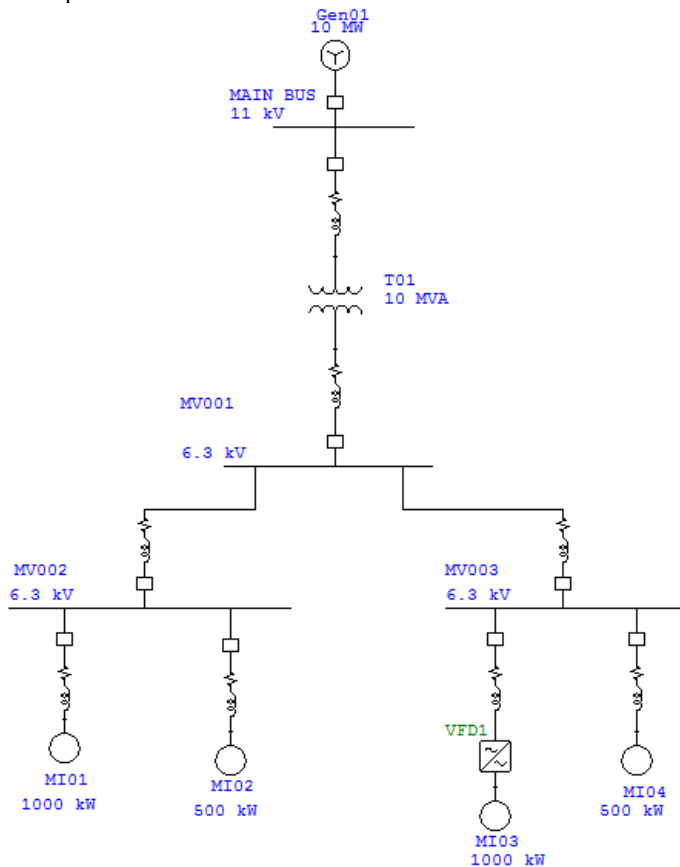 Gen01
10 MW
MAIN BUS
11 kV
T01
10 MVA
MV001
6.3 kV
MV002
6.3 kV
MV003
6.3 kV
VFD1
MI01
1000 kW
MI02
500 kW
MI03
1000 kW
MI04
500 kW